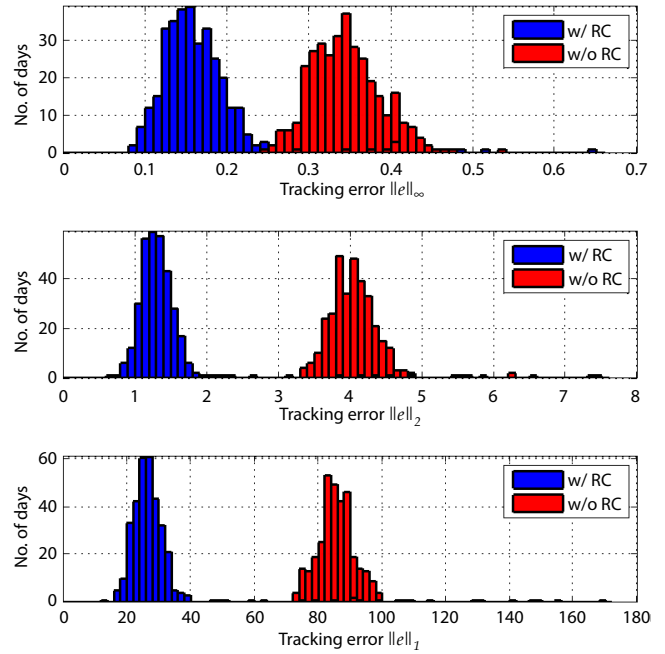 No. of days
30
20
10
0
w/ RC
w/o RC
0 0.1 0.2 0.3 0.4 0.5 0.6 0.7
Tracking error ||e||∞
No. of days
40
20
0
w/ RC
w/o RC
0 1 2 3 4 5 6 7 8
Tracking error ||e||2
No. of days
60
40
20
0
w/ RC
w/o RC
0 20 40 60 80 100 120 140 160 180
Tracking error ||e||1